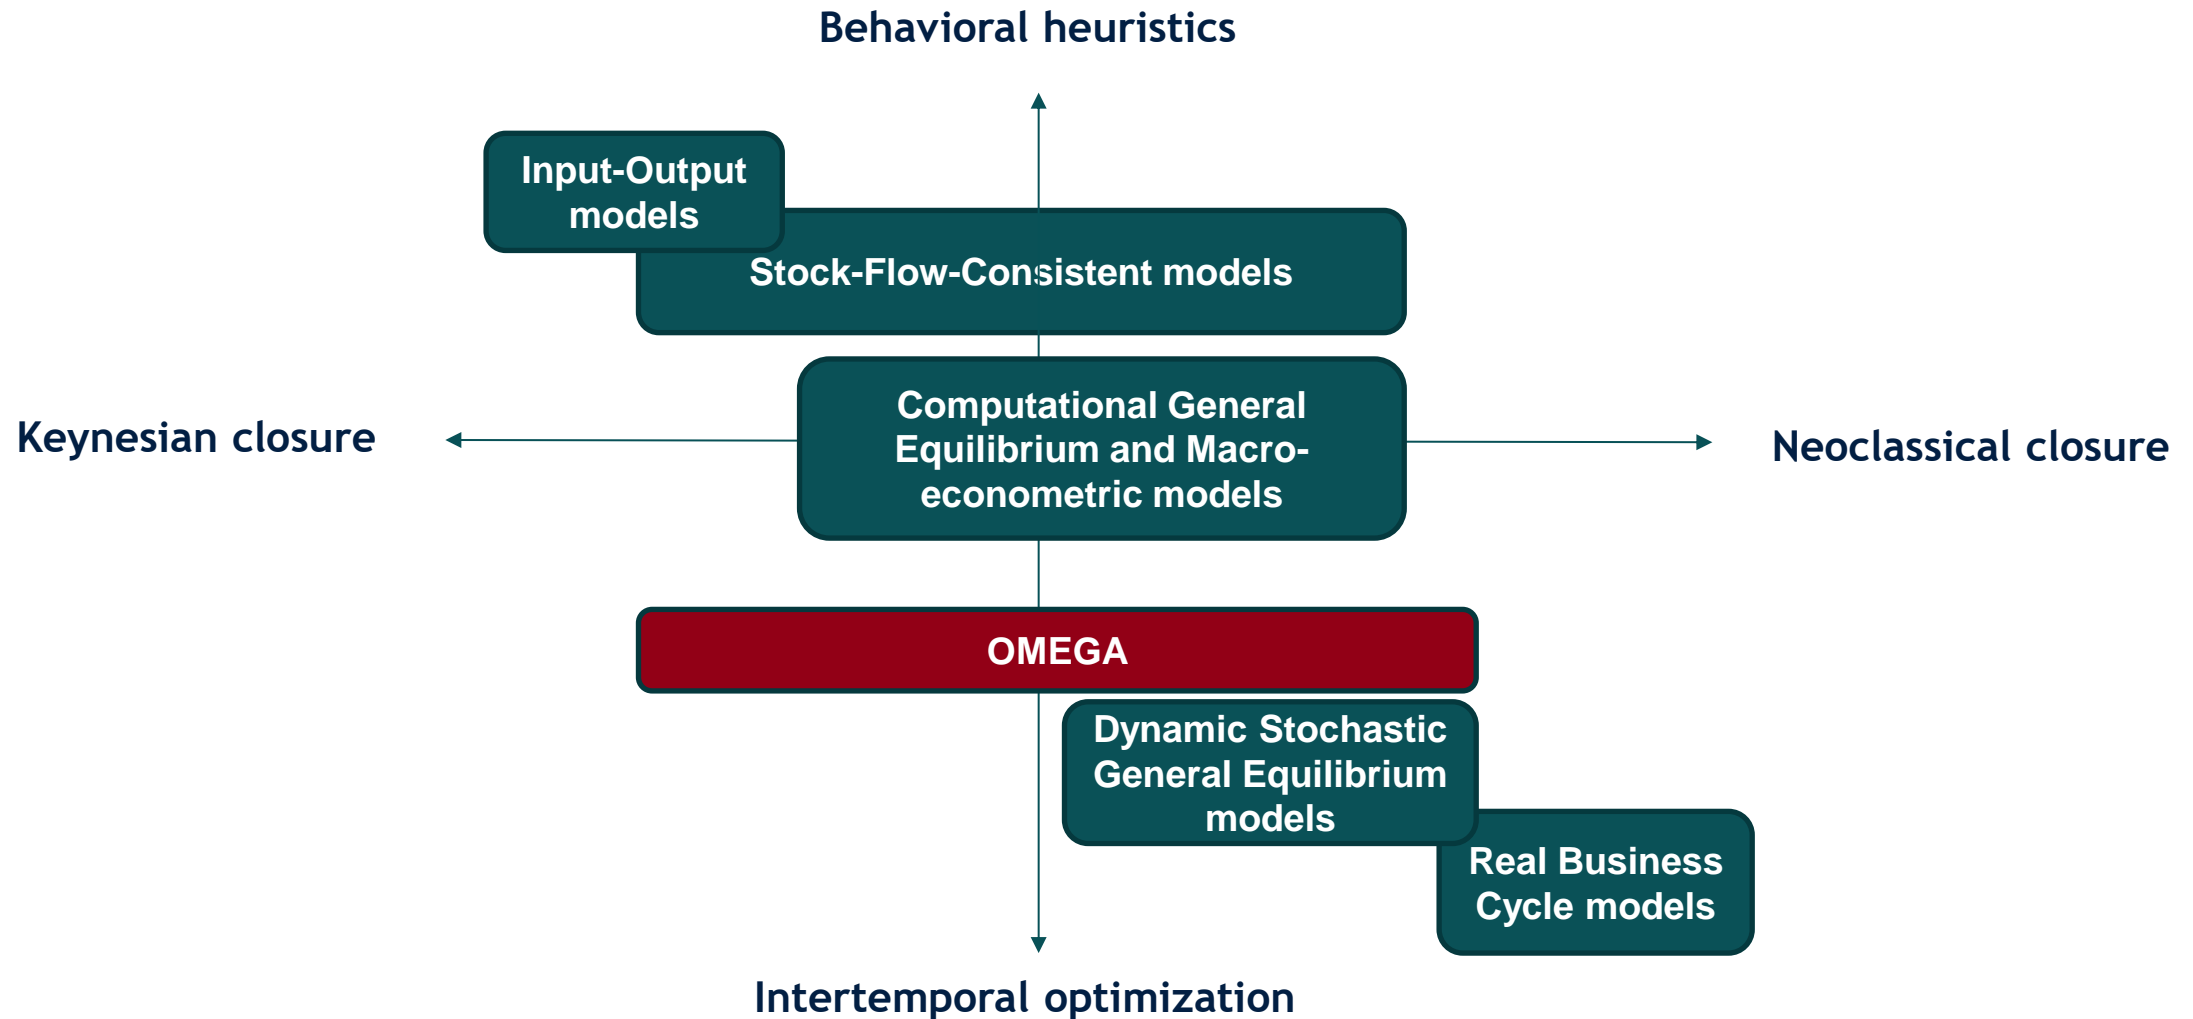 Behavioral heuristics
Input-Output
models
Stock-Flow-Consistent models
Computational General
Equilibrium and Macro-
econometric models
Keynesian closure
Neoclassical closure
OMEGA
Dynamic Stochastic
General Equilibrium
models
Real Business
Cycle models
Intertemporal optimization